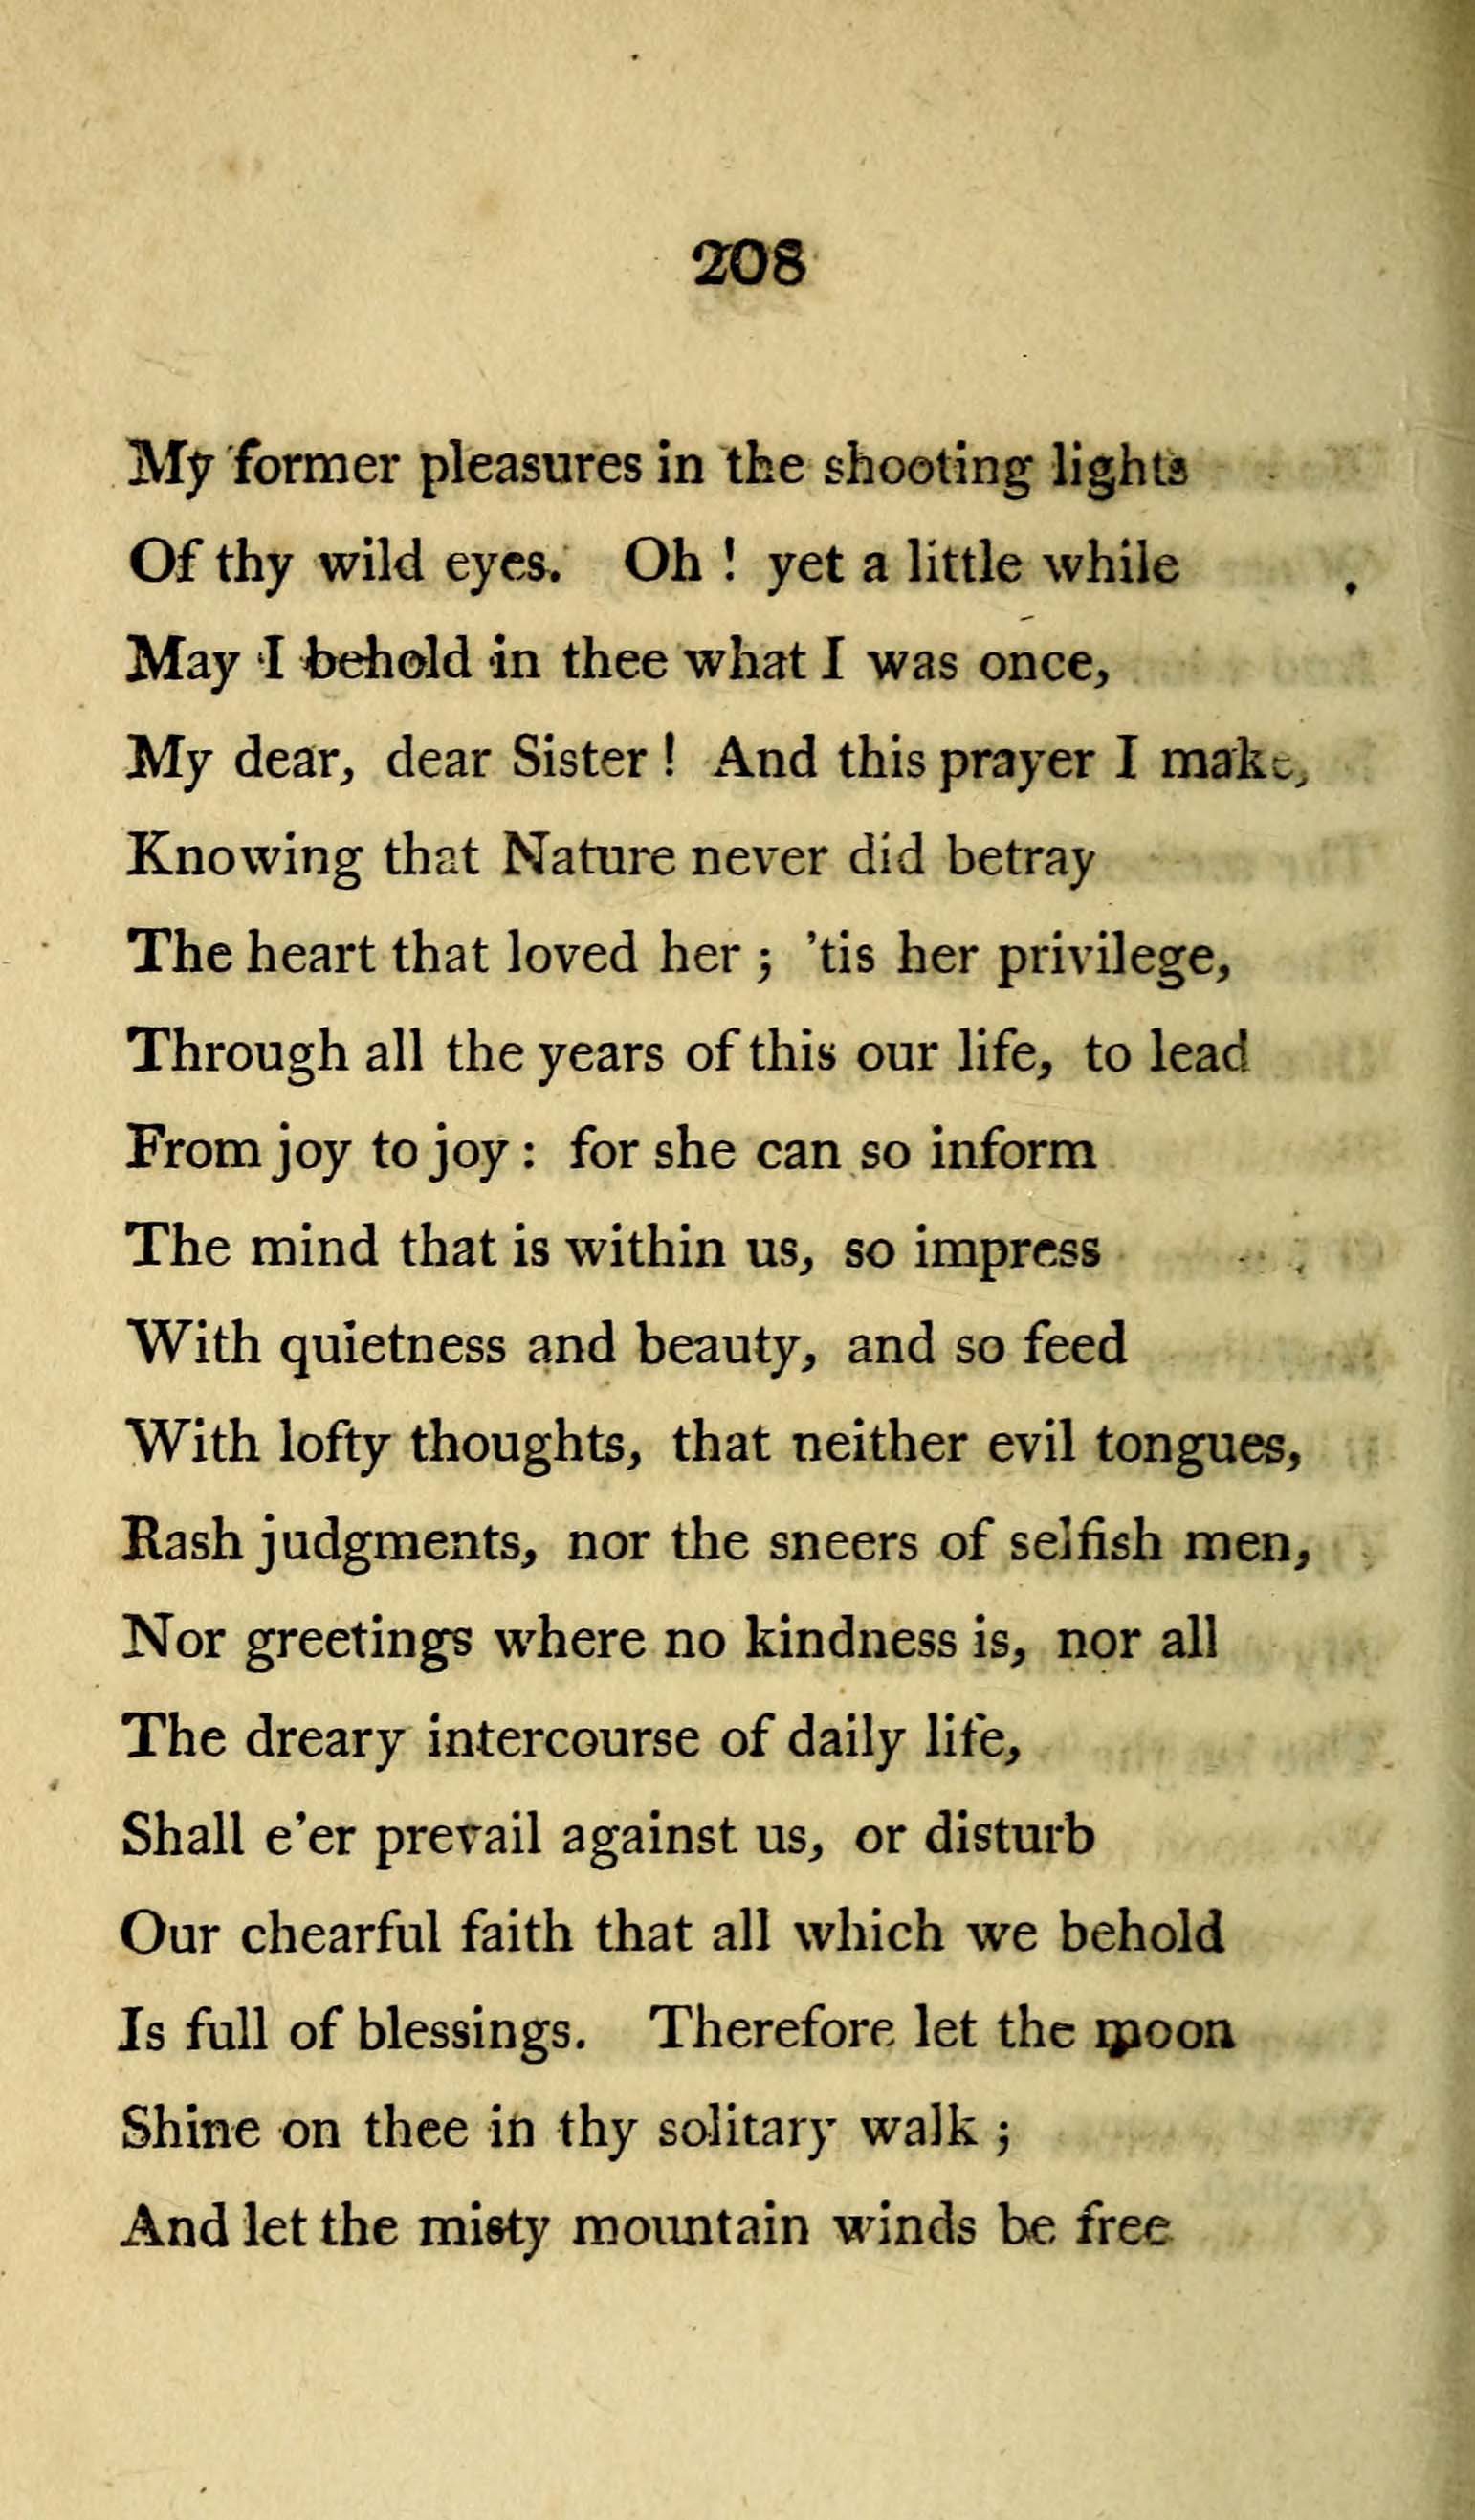 208
My former pleasures in the shooting lights
Of thy wild eyes. Oh ! yet a little while
May I behold in thee what I was once,
My dear, dear Sister ! And this prayer I make,
Knowing that Nature never did betray
The heart that loved her ; 'tis her privilege,
Through all the years of this our life, to lead
From joy to joy : for she can so inform
The mind that is within us, so impress
With quietness and beauty, and so feed
With lofty thoughts, that neither evil tongues,
Rash judgments, nor the sneers of selfish men,
Nor greetings where no kindness is, nor all
The dreary intercourse of daily life,
Shall e'er prevail against us, or disturb
Our chearful faith that all which we behold
Is full of blessings. Therefore let the moon
Shine on thee in thy solitary walk ;
And let the misty mountain winds be free